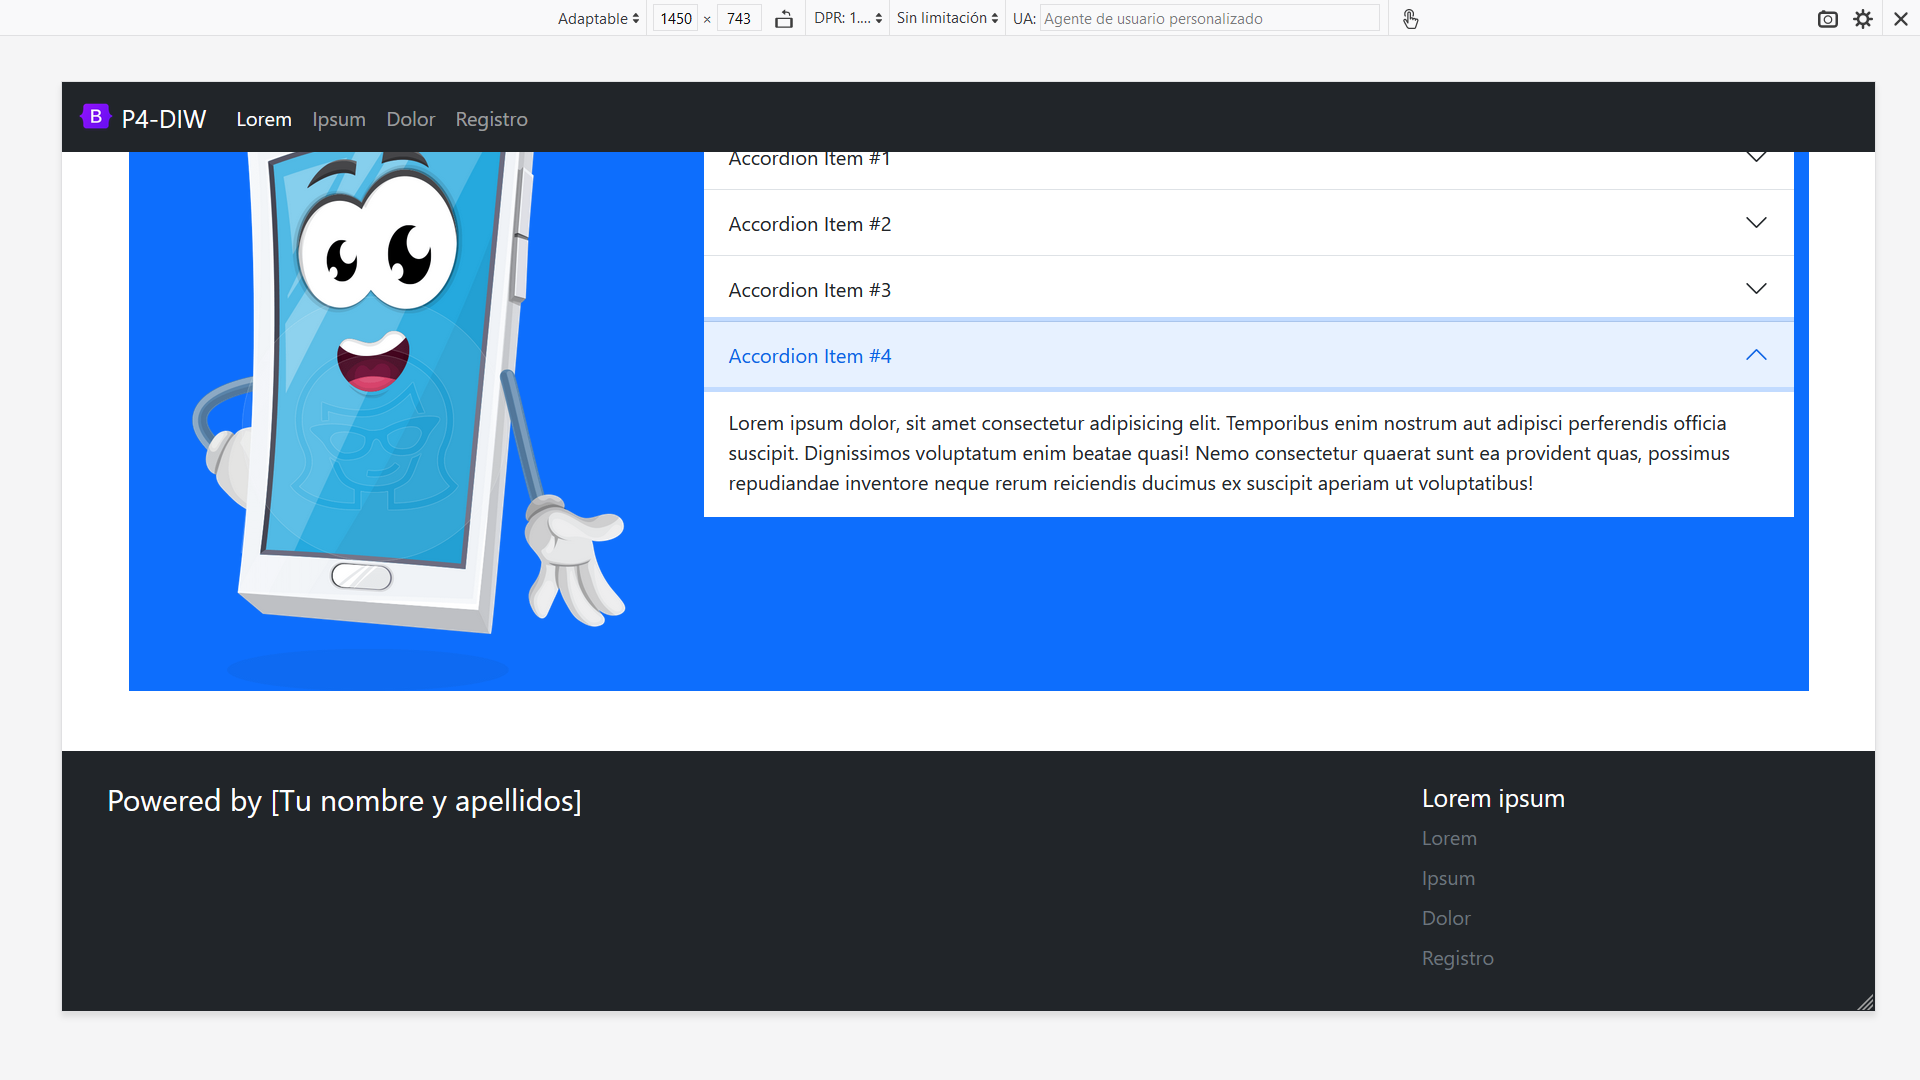 Adaptable 1450 × 743 DPR: 1.... Sin limitación UA: Agente de usuario personalizado
B P4-DIW Lorem Ipsum Dolor Registro
Accordion Item #1
Accordion Item #2
Accordion Item #3
Accordion Item #4
Lorem ipsum dolor, sit amet consectetur adipisicing elit. Temporibus enim nostrum aut adipisci perferendis officia
suscipit. Dignissimos voluptatum enim beatae quasi! Nemo consectetur quaerat sunt ea provident quas, possimus
repudiandae inventore neque rerum reiciendis ducimus ex suscipit aperiam ut voluptatibus!
Powered by [Tu nombre y apellidos]
Lorem ipsum
Lorem
Ipsum
Dolor
Registro